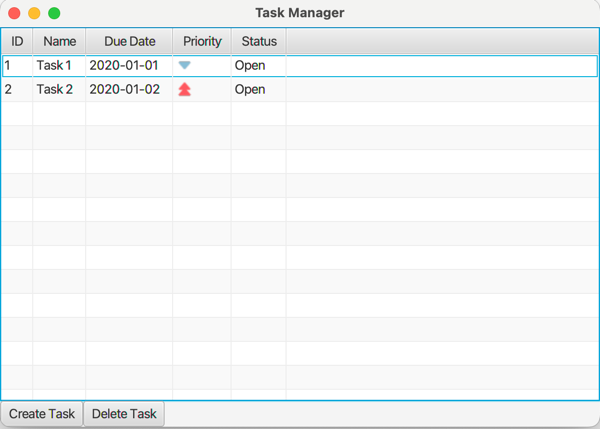 Task Manager
ID Name Due Date Priority Status
1 Task 1 2020-01-01 Open
2 Task 2 2020-01-02 Open
Create Task Delete Task